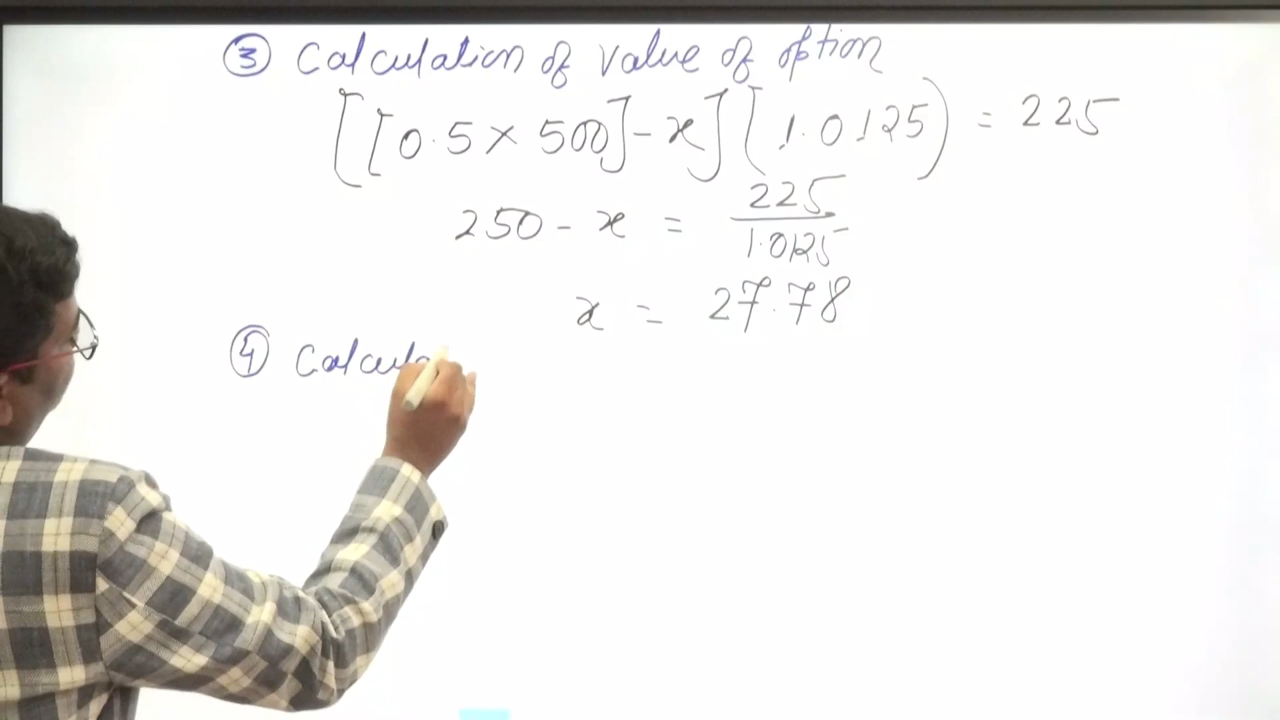 ③ Calculation of value of option
[[0.5 × 500] - x] (1.0125) = 225
250 - x = 225/1.0125
x = 27.78
④ Calcula